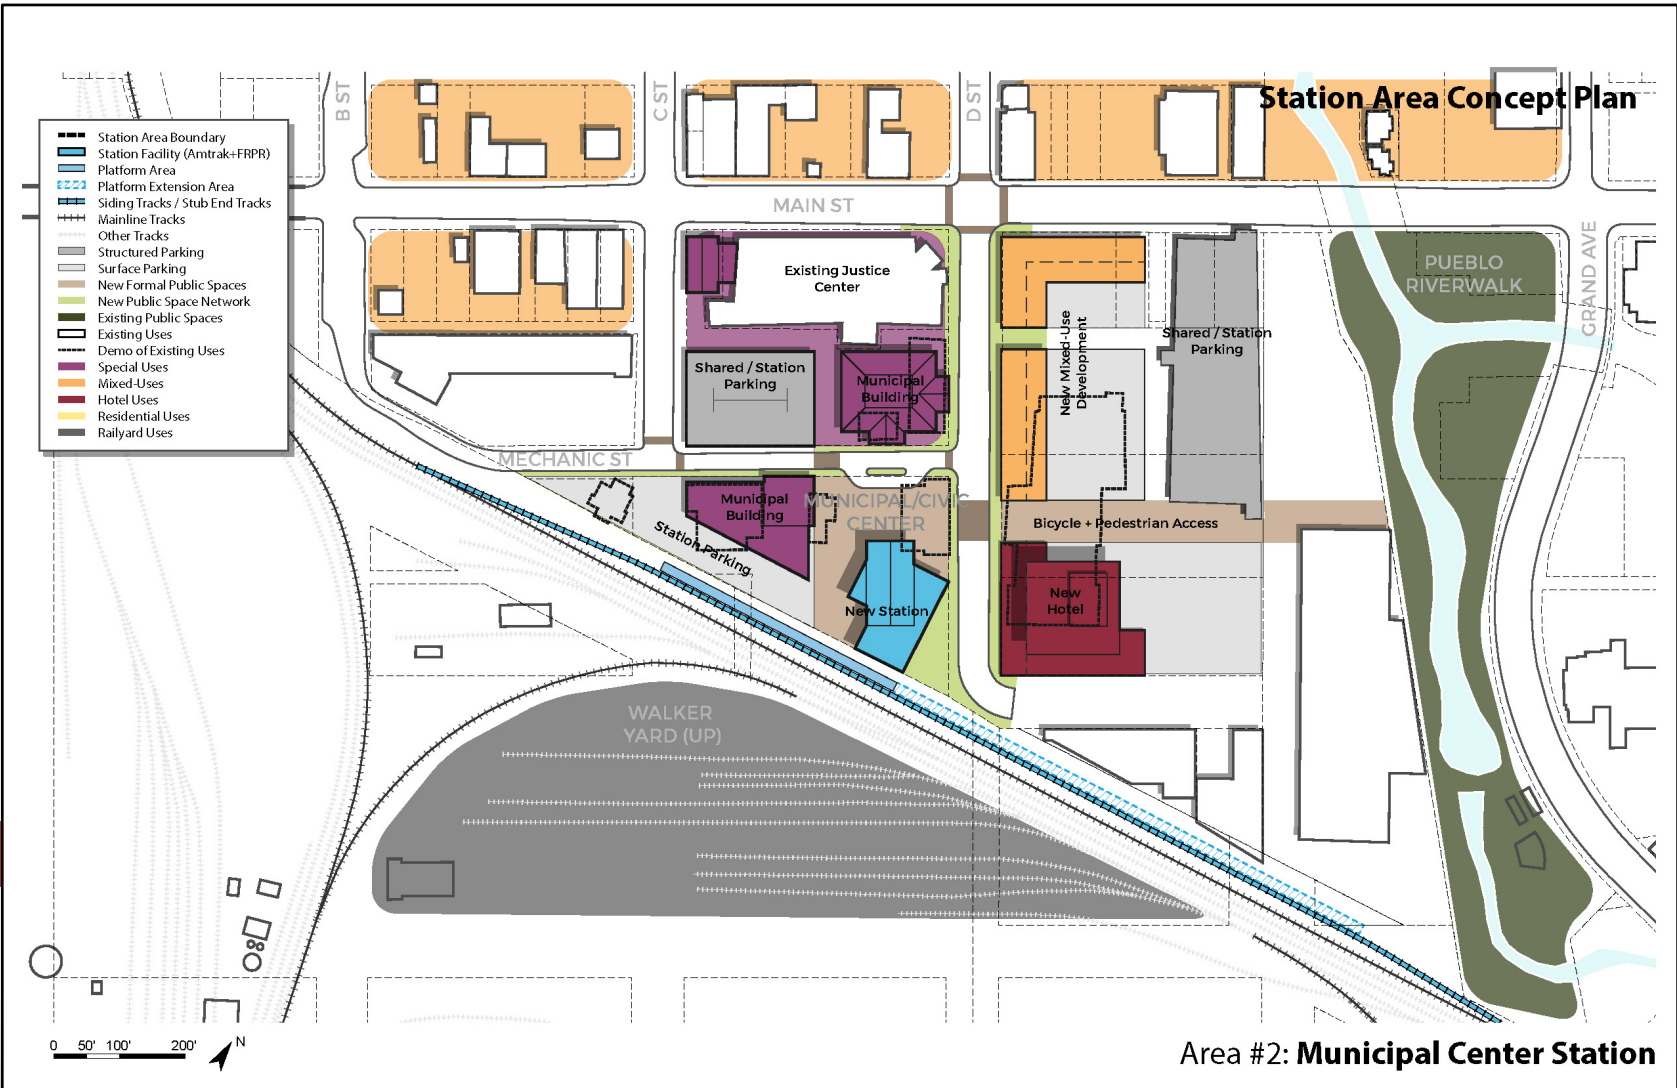 Station Area Concept Plan
B ST
C ST
D ST
MAIN ST
GRAND AVE
Station Area Boundary
Station Facility (Amtrak+FRPR)
Platform Area
Platform Extension Area
Siding Tracks / Stub End Tracks
Mainline Tracks
Other Tracks
Structured Parking
Surface Parking
New Formal Public Spaces
New Public Space Network
Existing Public Spaces
Existing Uses
Demo of Existing Uses
Special Uses
Mixed-Uses
Hotel Uses
Residential Uses
Railyard Uses
Existing Justice
Center
PUEBLO
RIVERWALK
Shared / Station
Parking
Municipal
Building
New Mixed-Use
Development
Shared / Station
Parking
MECHANIC ST
Municipal
Building
Station Parking
MUNICIPAL/CIVIC
CENTER
Bicycle + Pedestrian Access
New Station
New
Hotel
WALKER
YARD (UP)
0 50' 100' 200'
N
Area #2: Municipal Center Station